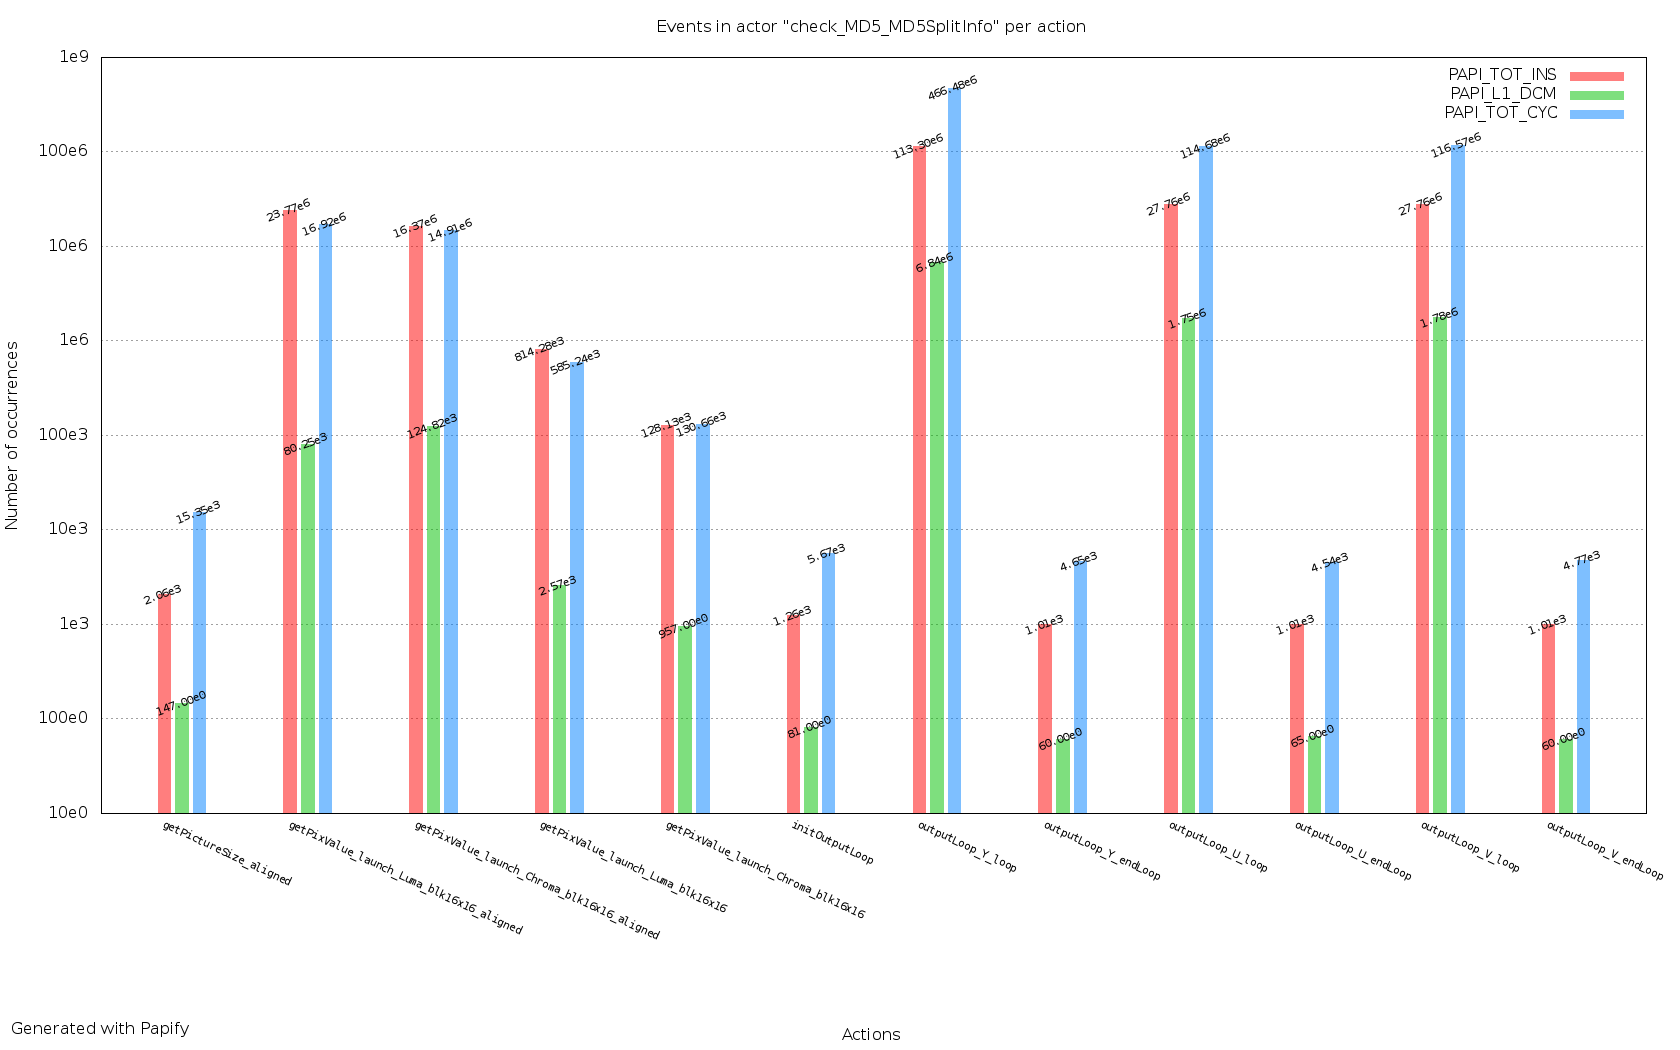 Events in actor "check_MD5_MD5SplitInfo" per action
PAPI_TOT_INS
PAPI_L1_DCM
PAPI_TOT_CYC
Number of occurrences
1e9
100e6
10e6
1e6
100e3
10e3
1e3
100e0
10e0
2.06e3
147.00e0
15.35e3
23.77e6
80.25e3
16.92e6
16.37e6
124.82e3
14.91e6
814.28e3
2.57e3
585.24e3
128.13e3
957.00e0
130.66e3
1.26e3
81.00e0
5.67e3
113.30e6
6.84e6
466.48e6
1.01e3
60.00e0
4.65e3
27.76e6
1.75e6
114.68e6
1.01e3
65.00e0
4.54e3
27.76e6
1.78e6
116.57e6
1.01e3
60.00e0
4.77e3
getPictureSize_aligned
getPixValue_launch_Luma_blk16x16_aligned
getPixValue_launch_Chroma_blk16x16_aligned
getPixValue_launch_Luma_blk16x16
getPixValue_launch_Chroma_blk16x16
initOutputLoop
outputLoop_Y_loop
outputLoop_Y_endLoop
outputLoop_U_loop
outputLoop_U_endLoop
outputLoop_V_loop
outputLoop_V_endLoop
Generated with Papify
Actions